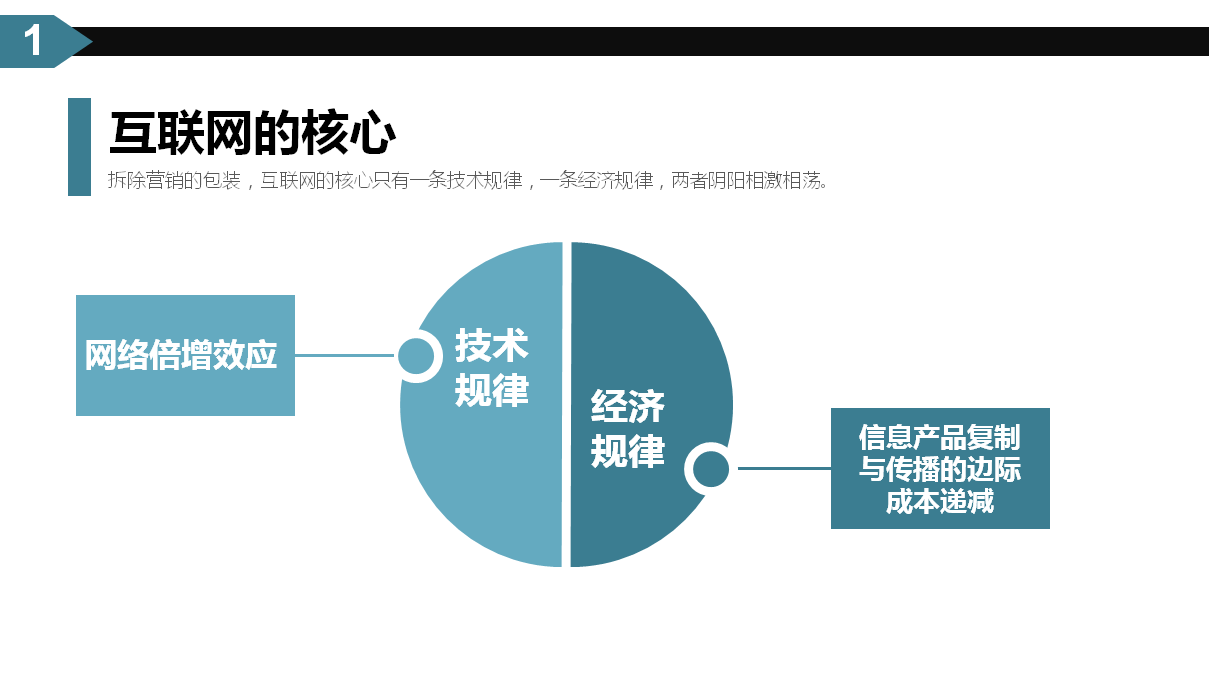 1
互联网的核心
拆除营销的包装，互联网的核心只有一条技术规律，一条经济规律，两者阴阳相激相荡。
网络倍增效应
技术
规律
经济
规律
信息产品复制
与传播的边际
成本递减